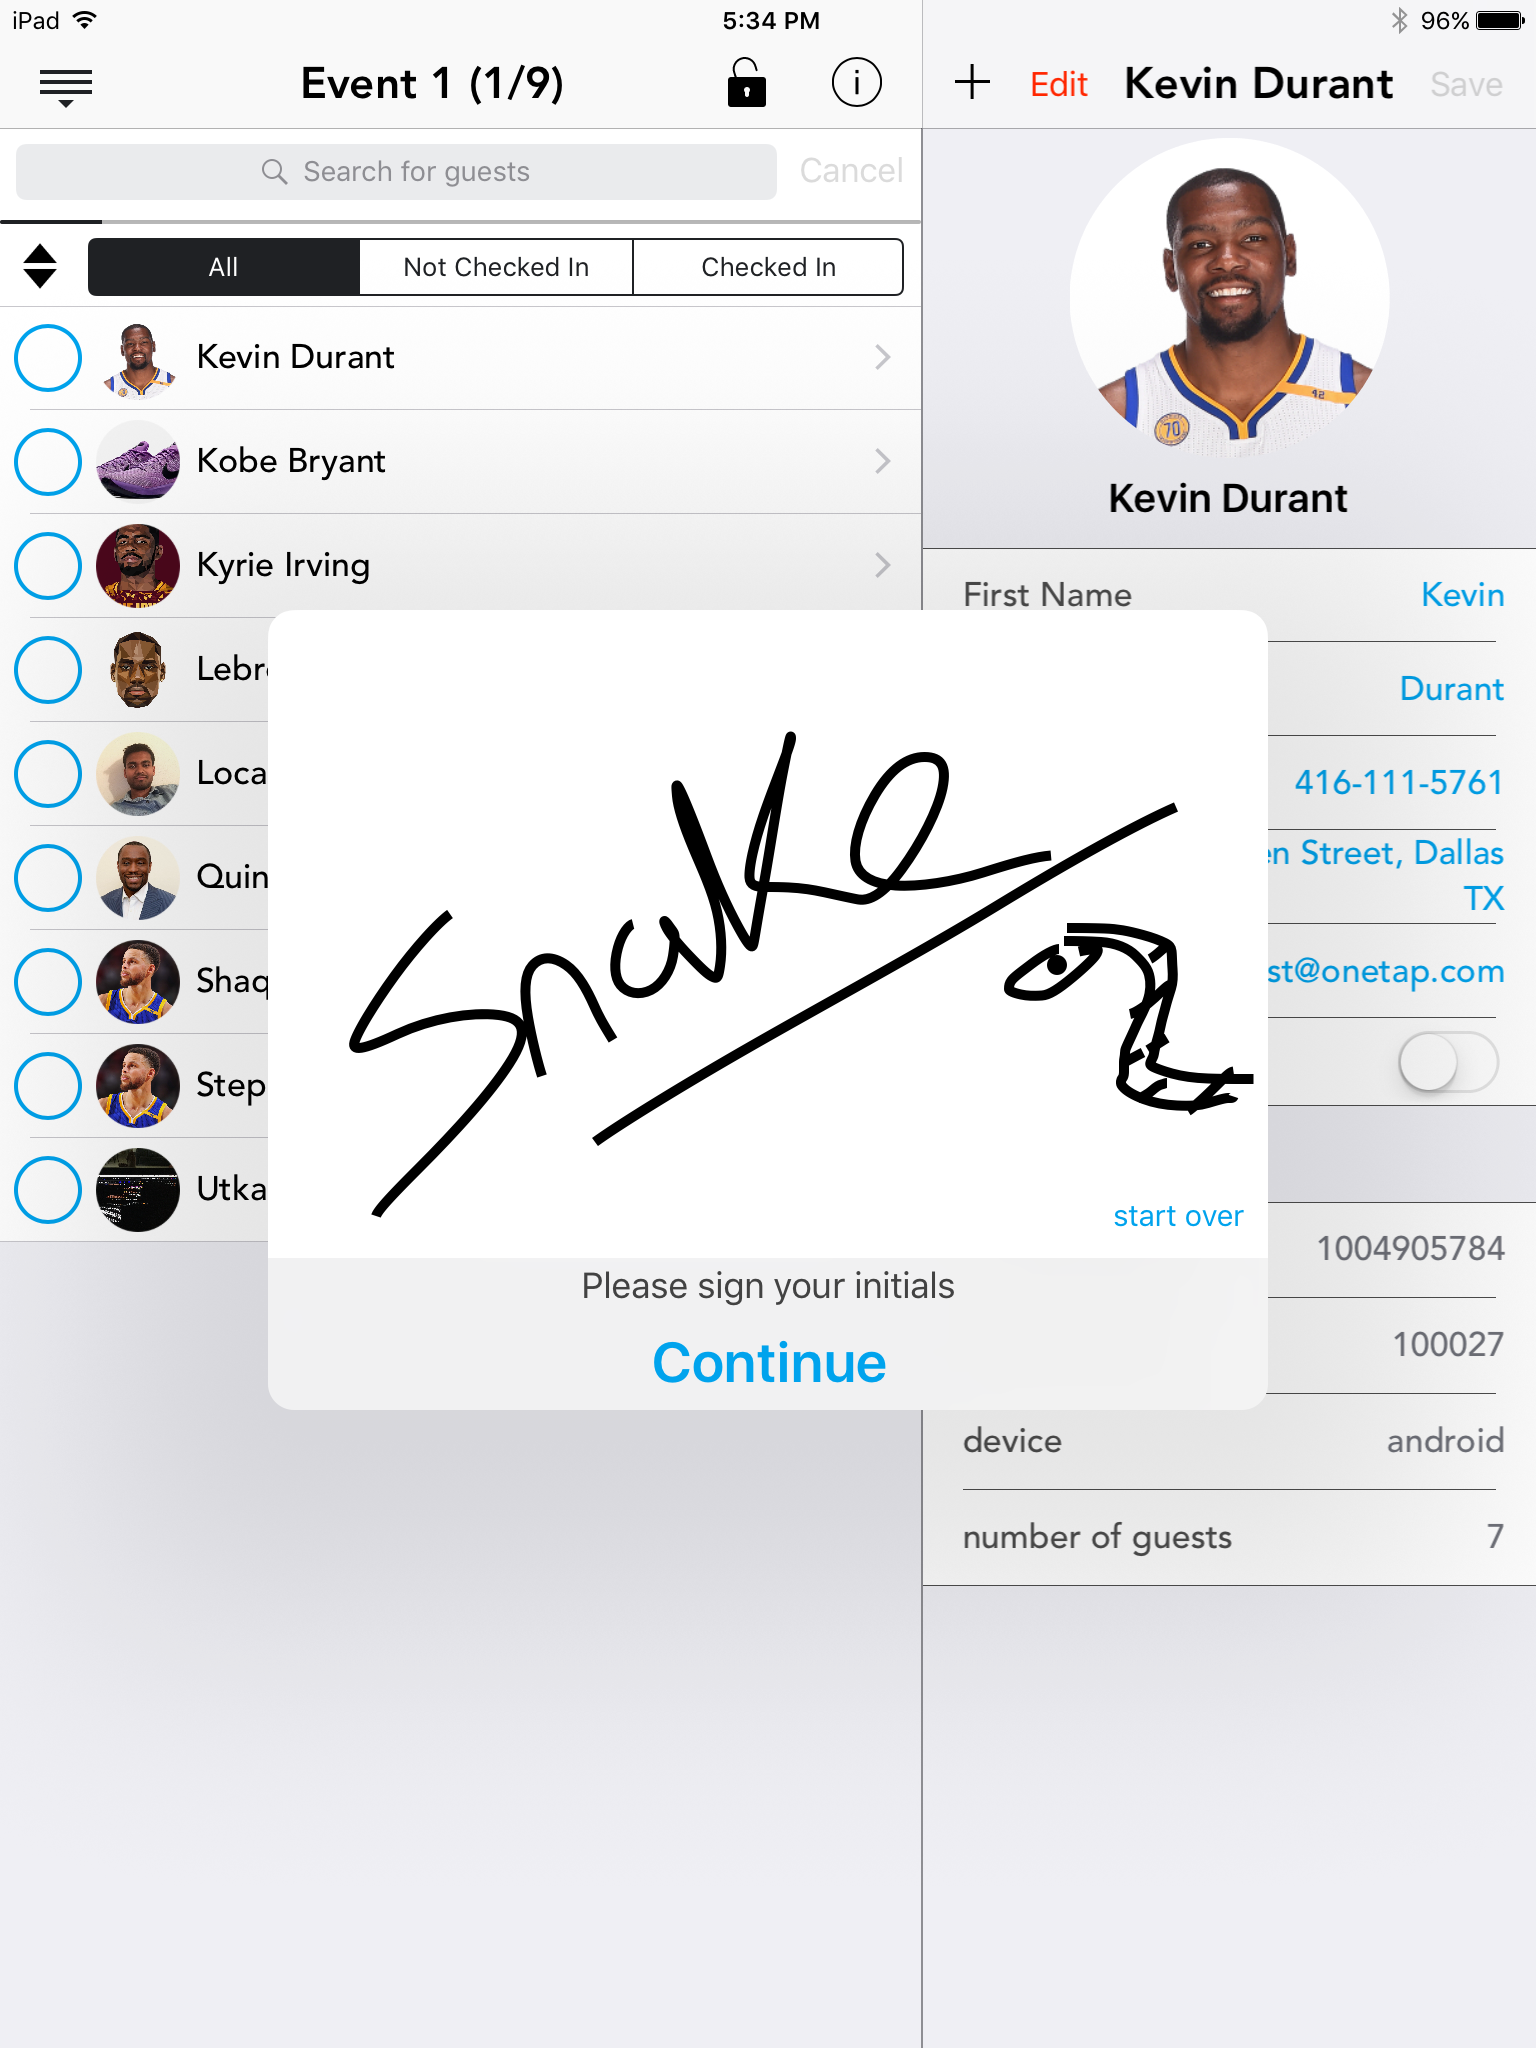 iPad 5:34 PM 96%
Event 1 (1/9)
Edit Kevin Durant Save
Search for guests Cancel
All Not Checked In Checked In
Kevin Durant
Kobe Bryant
Kyrie Irving
Lebr
Loca
Quin
Shaq
Step
Utka
42
70
Kevin Durant
First Name Kevin
Durant
416-111-5761
en Street, Dallas
TX
st@onetap.com
1004905784
100027
device android
number of guests 7
Snake
start over
Please sign your initials
Continue